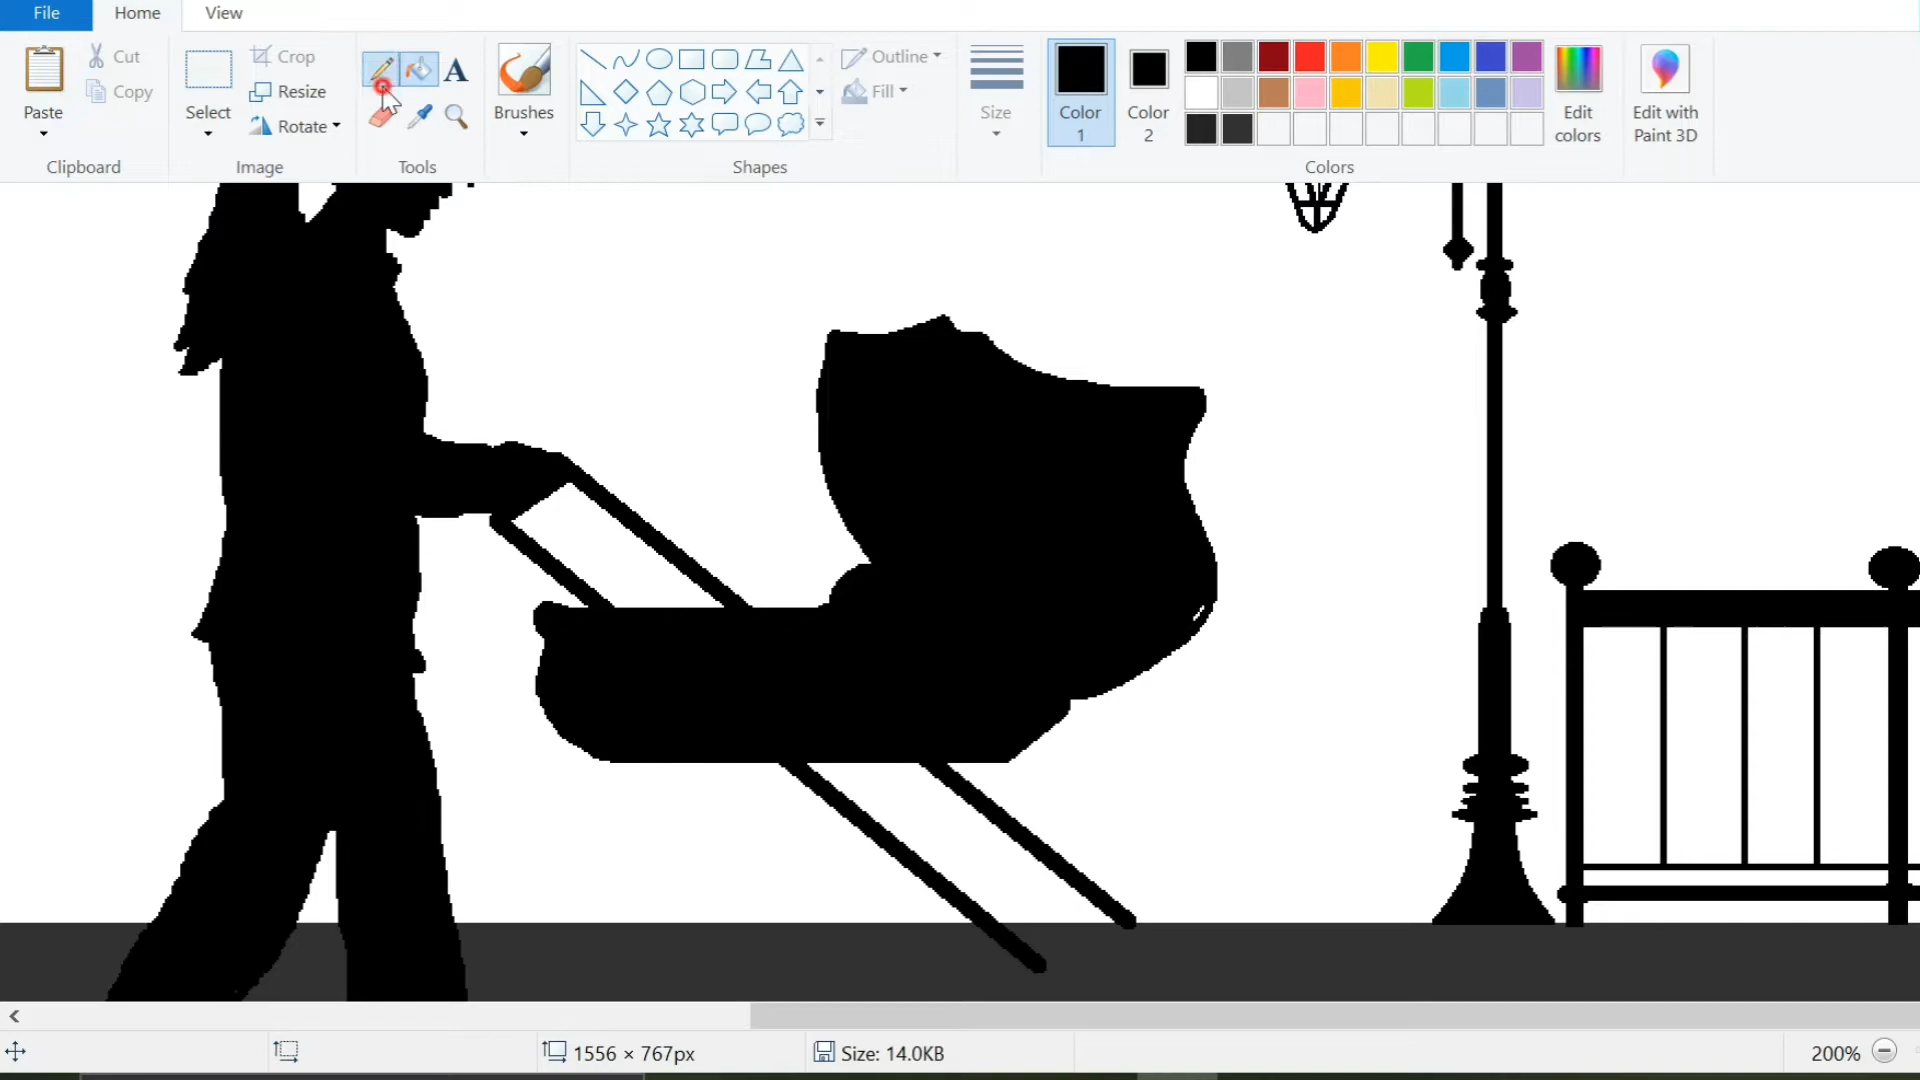 File Home View
Paste
Cut
Copy
Clipboard
Select
Crop
Resize
Rotate
Image
A
Tools
Brushes
Outline
Fill
Shapes
Size
Color
1
Color
2
Edit
colors
Colors
Edit with
Paint 3D
1556 × 767px
Size: 14.0KB
200%